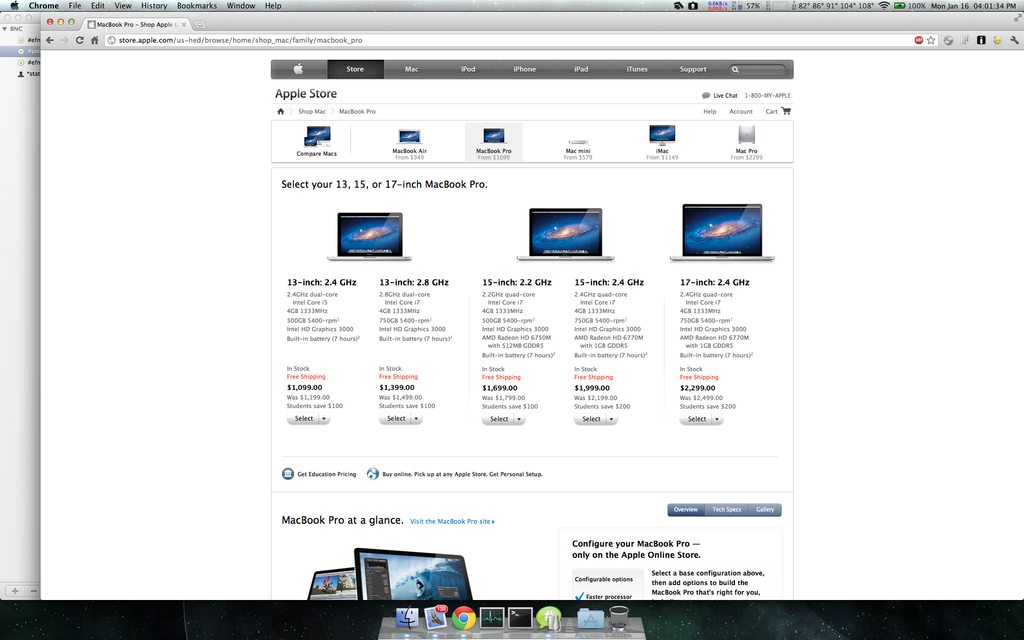 Chrome File Edit View History Bookmarks Window Help
57% 82° 86° 91° 104° 108° 100% Mon Jan 16 04:01:34 PM
MacBook Pro – Shop Apple
store.apple.com/us-hed/browse/home/shop_mac/family/macbook_pro
BNC
#efn
#po
#efn
*stat
Store Mac iPod iPhone iPad iTunes Support
Apple Store
Live Chat 1-800-MY-APPLE
Shop Mac MacBook Pro
Help Account Cart
Compare Macs
MacBook Air
From $949
MacBook Pro
From $1099
Mac mini
From $579
iMac
From $1149
Mac Pro
From $2299
Select your 13, 15, or 17-inch MacBook Pro.
13-inch: 2.4 GHz
2.4GHz dual-core
Intel Core i5
4GB 1333MHz
500GB 5400-rpm1
Intel HD Graphics 3000
Built-in battery (7 hours)2
In Stock
Free Shipping
$1,099.00
Was $1,199.00
Students save $100
Select
13-inch: 2.8 GHz
2.8GHz dual-core
Intel Core i7
4GB 1333MHz
750GB 5400-rpm1
Intel HD Graphics 3000
Built-in battery (7 hours)2
In Stock
Free Shipping
$1,399.00
Was $1,499.00
Students save $100
Select
15-inch: 2.2 GHz
2.2GHz quad-core
Intel Core i7
4GB 1333MHz
500GB 5400-rpm1
Intel HD Graphics 3000
AMD Radeon HD 6750M
with 512MB GDDR5
Built-in battery (7 hours)2
In Stock
Free Shipping
$1,699.00
Was $1,799.00
Students save $100
Select
15-inch: 2.4 GHz
2.4GHz quad-core
Intel Core i7
4GB 1333MHz
750GB 5400-rpm1
Intel HD Graphics 3000
AMD Radeon HD 6770M
with 1GB GDDR5
Built-in battery (7 hours)2
In Stock
Free Shipping
$1,999.00
Was $2,199.00
Students save $200
Select
17-inch: 2.4 GHz
2.4GHz quad-core
Intel Core i7
4GB 1333MHz
750GB 5400-rpm1
Intel HD Graphics 3000
AMD Radeon HD 6770M
with 1GB GDDR5
Built-in battery (7 hours)2
In Stock
Free Shipping
$2,299.00
Was $2,499.00
Students save $200
Select
Get Education Pricing
Buy online. Pick up at any Apple Store. Get Personal Setup.
Overview Tech Specs Gallery
MacBook Pro at a glance. Visit the MacBook Pro site
Configure your MacBook Pro —
only on the Apple Online Store.
Configurable options
Faster processor
Select a base configuration above,
then add options to build the
MacBook Pro that's right for you,